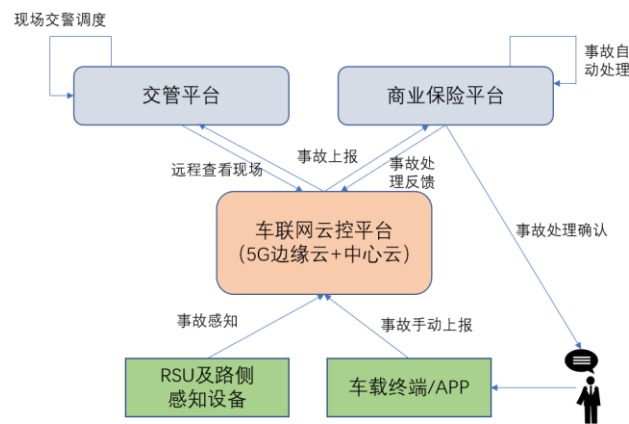 现场交警调度
交管平台
商业保险平台
事故自
动处理
事故上报
远程查看现场
事故处
理反馈
车联网云控平台
(5G边缘云+中心云)
事故处理确认
事故感知
事故手动上报
RSU及路侧
感知设备
车载终端/APP